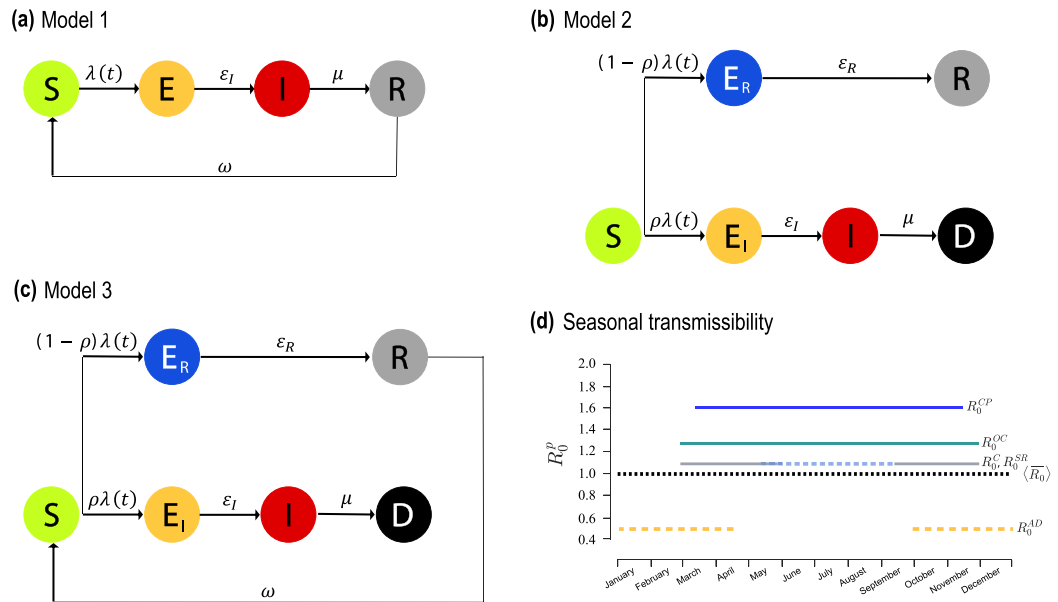 (a) Model 1
S λ(t) E ε_I I μ R
ω
(b) Model 2
(1 − ρ)λ(t) E_R ε_R R
S ρλ(t) E_I ε_I I μ D
(c) Model 3
(1 − ρ)λ(t) E_R ε_R R
S ρλ(t) E_I ε_I I μ D
ω
(d) Seasonal transmissibility
R_0^p
2.0
1.8
1.6
1.4
1.2
1.0
0.8
0.6
0.4
R_0^{CP}
R_0^{OC}
R_0^C, R_0^{SR}
⟨\overline{R_0}⟩
R_0^{AD}
January February March April May June July August September October November December